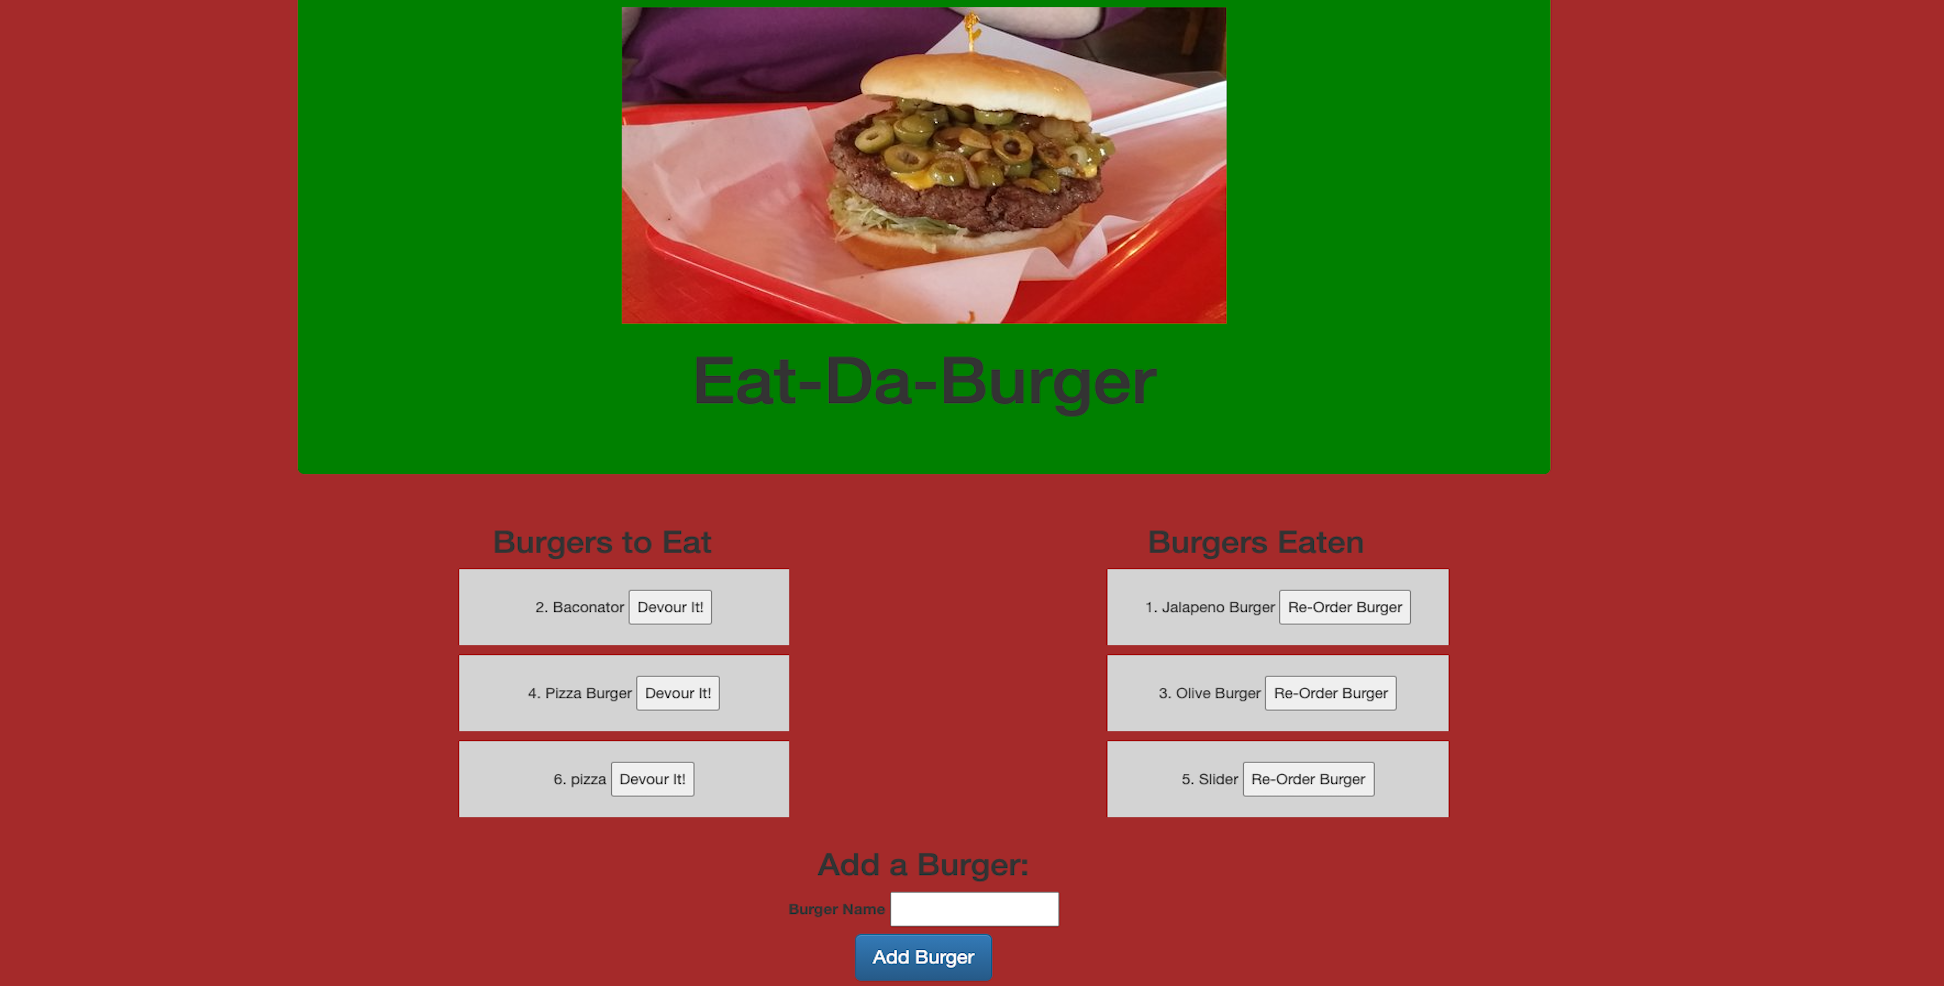 Eat-Da-Burger
Burgers to Eat
2. Baconator Devour It!
4. Pizza Burger Devour It!
6. pizza Devour It!
Burgers Eaten
1. Jalapeno Burger Re-Order Burger
3. Olive Burger Re-Order Burger
5. Slider Re-Order Burger
Add a Burger:
Burger Name
Add Burger